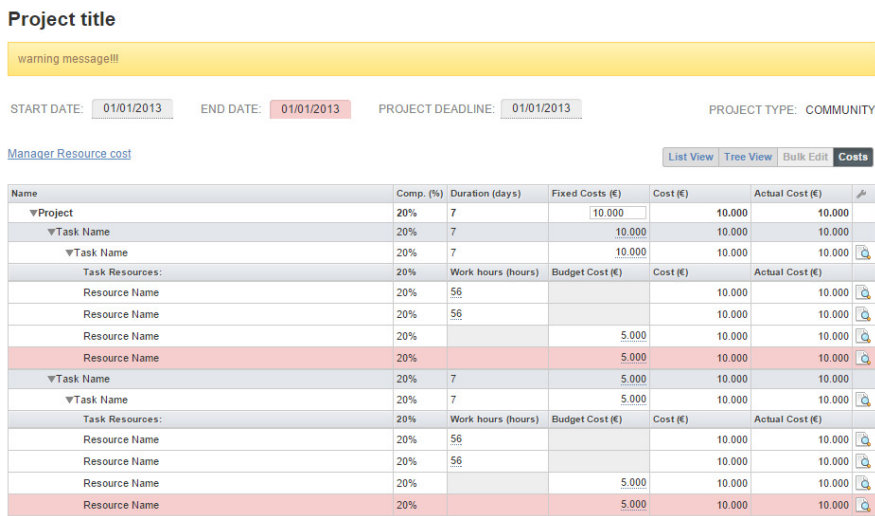 Project title
warning message!!!
START DATE: 01/01/2013 END DATE: 01/01/2013 PROJECT DEADLINE: 01/01/2013 PROJECT TYPE: COMMUNITY
Manager Resource cost List View Tree View Bulk Edit Costs
Name Comp. (%) Duration (days) Fixed Costs (€) Cost (€) Actual Cost (€)
Project 20% 7 10.000 10.000 10.000
Task Name 20% 7 10.000 10.000 10.000
Task Name 20% 7 10.000 10.000 10.000
Task Resources: 20% Work hours (hours) Budget Cost (€) Cost (€) Actual Cost (€)
Resource Name 20% 56 10.000 10.000
Resource Name 20% 56 10.000 10.000
Resource Name 20% 5.000 10.000 10.000
Resource Name 20% 5.000 10.000 10.000
Task Name 20% 7 5.000 10.000 10.000
Task Name 20% 7 5.000 10.000 10.000
Task Resources: 20% Work hours (hours) Budget Cost (€) Cost (€) Actual Cost (€)
Resource Name 20% 56 10.000 10.000
Resource Name 20% 56 10.000 10.000
Resource Name 20% 5.000 10.000 10.000
Resource Name 20% 5.000 10.000 10.000